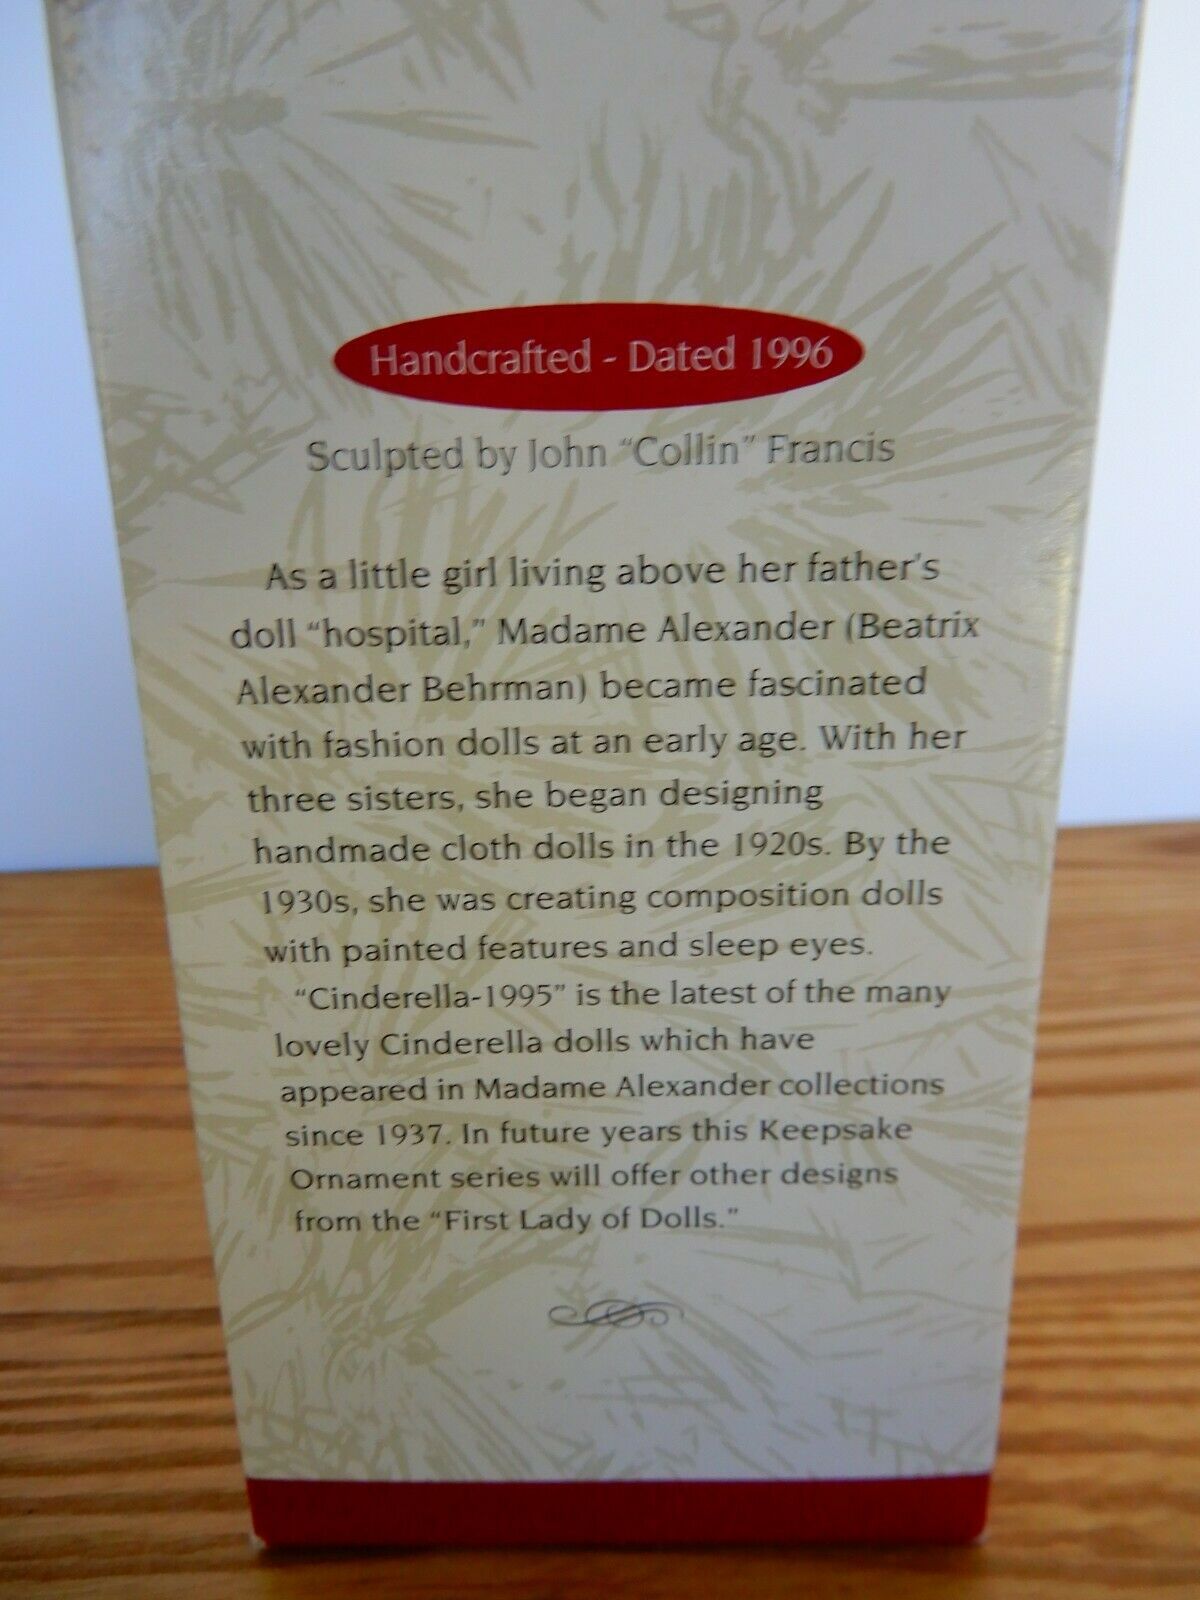 Handcrafted - Dated 1996
Sculpted by John “Collin” Francis
As a little girl living above her father's
doll “hospital,” Madame Alexander (Beatrix
Alexander Behrman) became fascinated
with fashion dolls at an early age. With her
three sisters, she began designing
handmade cloth dolls in the 1920s. By the
1930s, she was creating composition dolls
with painted features and sleep eyes.
“Cinderella-1995” is the latest of the many
lovely Cinderella dolls which have
appeared in Madame Alexander collections
since 1937. In future years this Keepsake
Ornament series will offer other designs
from the “First Lady of Dolls.”